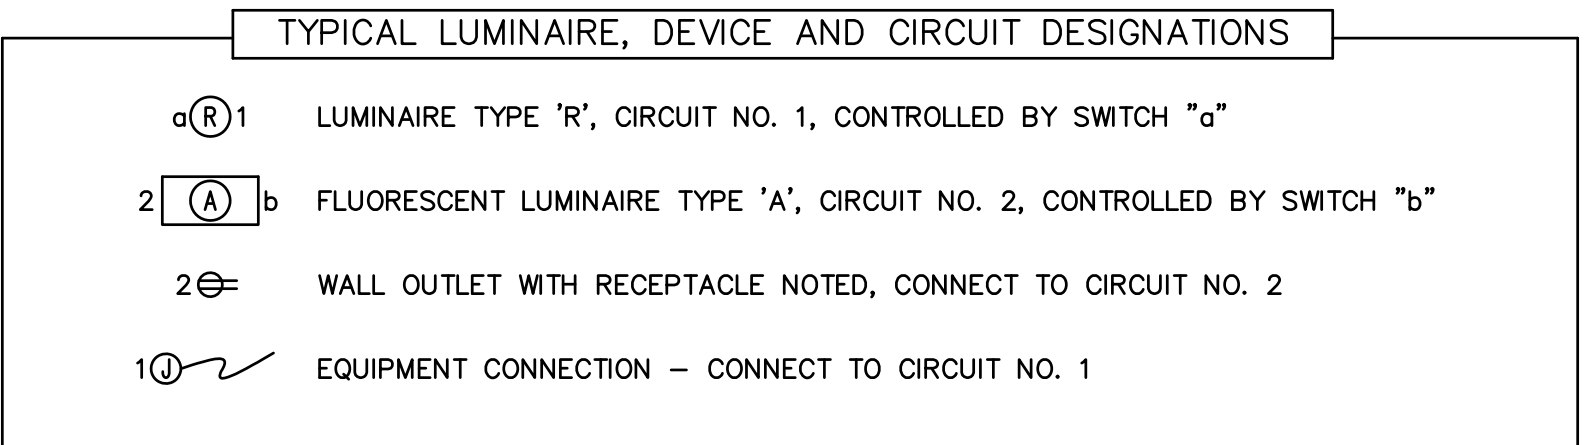 TYPICAL LUMINAIRE, DEVICE AND CIRCUIT DESIGNATIONS
a R 1 LUMINAIRE TYPE 'R', CIRCUIT NO. 1, CONTROLLED BY SWITCH "a"
2 A b FLUORESCENT LUMINAIRE TYPE 'A', CIRCUIT NO. 2, CONTROLLED BY SWITCH "b"
2 WALL OUTLET WITH RECEPTACLE NOTED, CONNECT TO CIRCUIT NO. 2
1 J EQUIPMENT CONNECTION – CONNECT TO CIRCUIT NO. 1